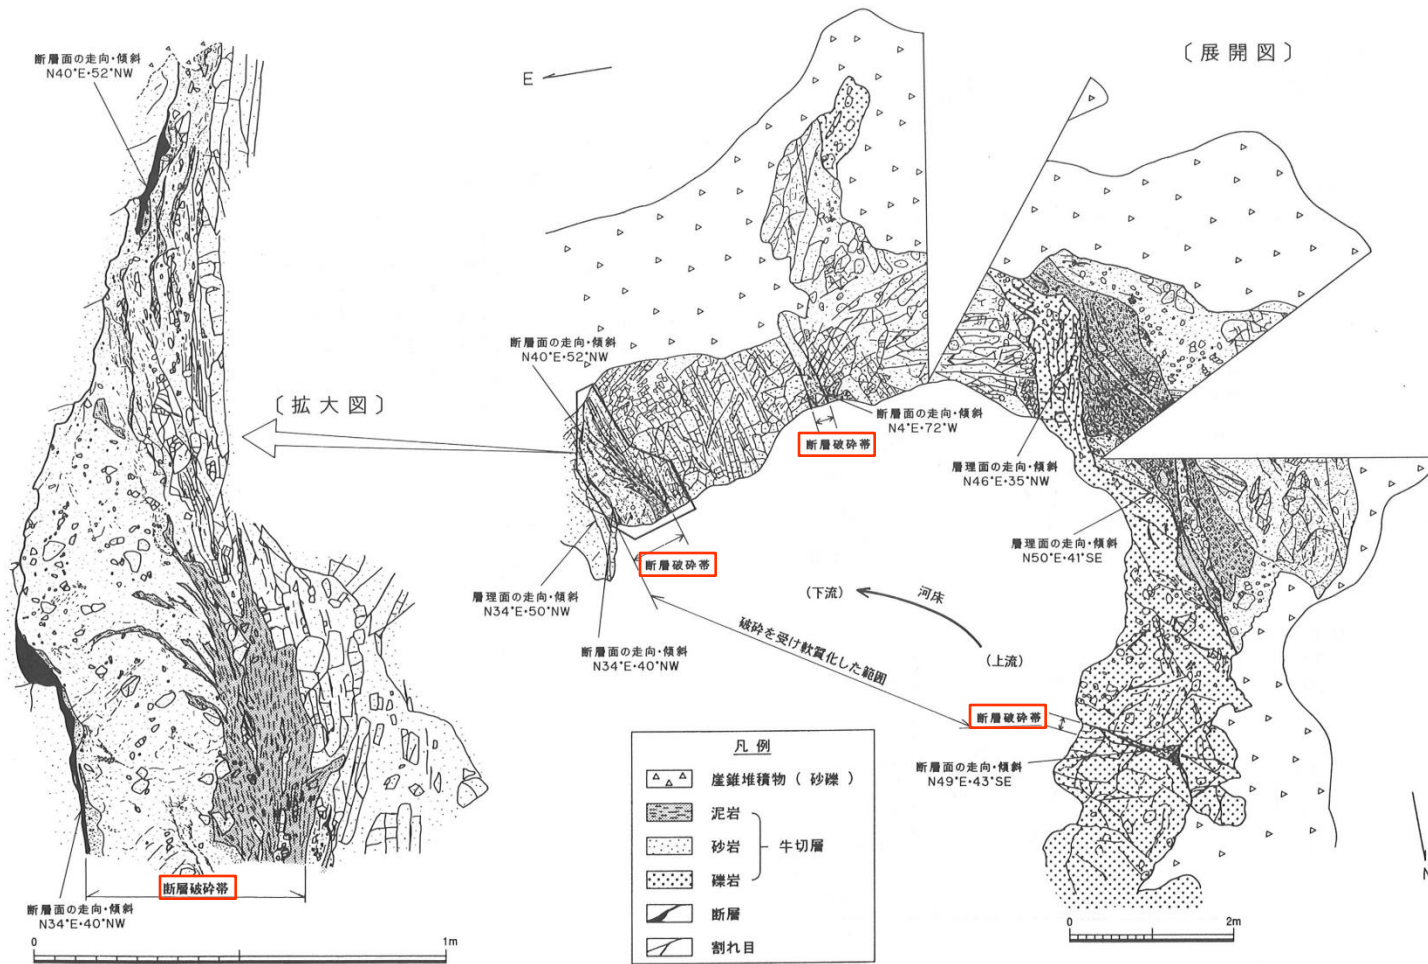 断層面の走向・傾斜
N40°E・52°NW
〔拡大図〕
断層破砕帯
断層面の走向・傾斜
N34°E・40°NW
0
1m
E
〔展開図〕
断層面の走向・傾斜
N40°E・52°NW
断層面の走向・傾斜
N4°E・72°W
断層破砕帯
層理面の走向・傾斜
N46°E・35°NW
層理面の走向・傾斜
N50°E・41°SE
断層破砕帯
層理面の走向・傾斜
N34°E・50°NW
断層面の走向・傾斜
N34°E・40°NW
(下流)
河床
(上流)
破砕を受け軟質化した範囲
断層破砕帯
断層面の走向・傾斜
N49°E・43°SE
凡例
崖錐堆積物(砂礫)
泥岩
砂岩
牛切層
礫岩
断層
割れ目
0
2m
N